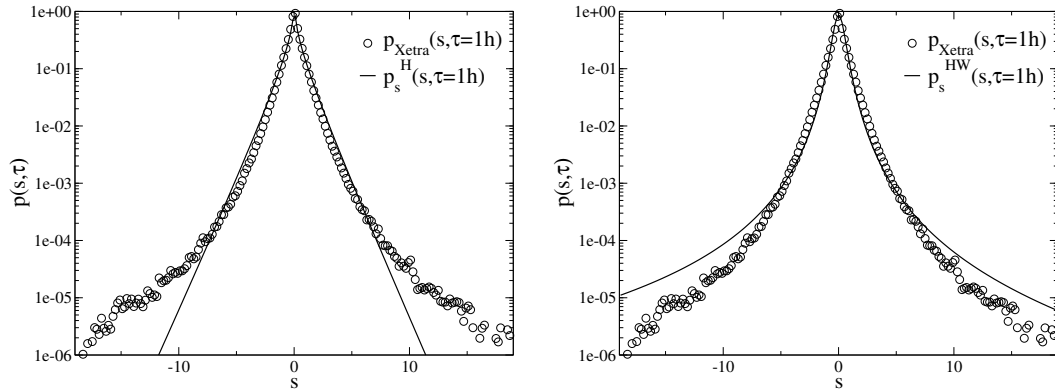 1e+00
1e-01
1e-02
1e-03
1e-04
1e-05
1e-06
p(s,τ)
-10
0
10
s
p_Xetra(s,τ=1h)
p_s^H(s,τ=1h)
1e+00
1e-01
1e-02
1e-03
1e-04
1e-05
1e-06
p(s,τ)
-10
0
10
s
p_Xetra(s,τ=1h)
p_s^HW(s,τ=1h)